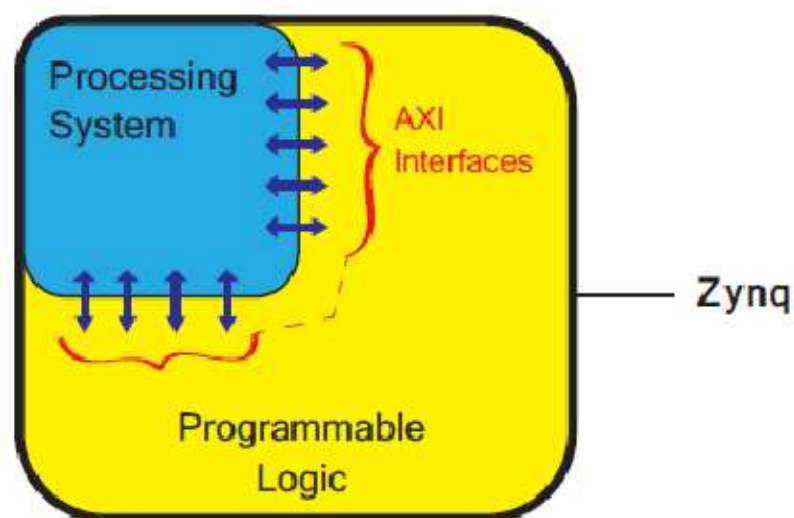 Processing
System
AXI
Interfaces
Zynq
Programmable
Logic